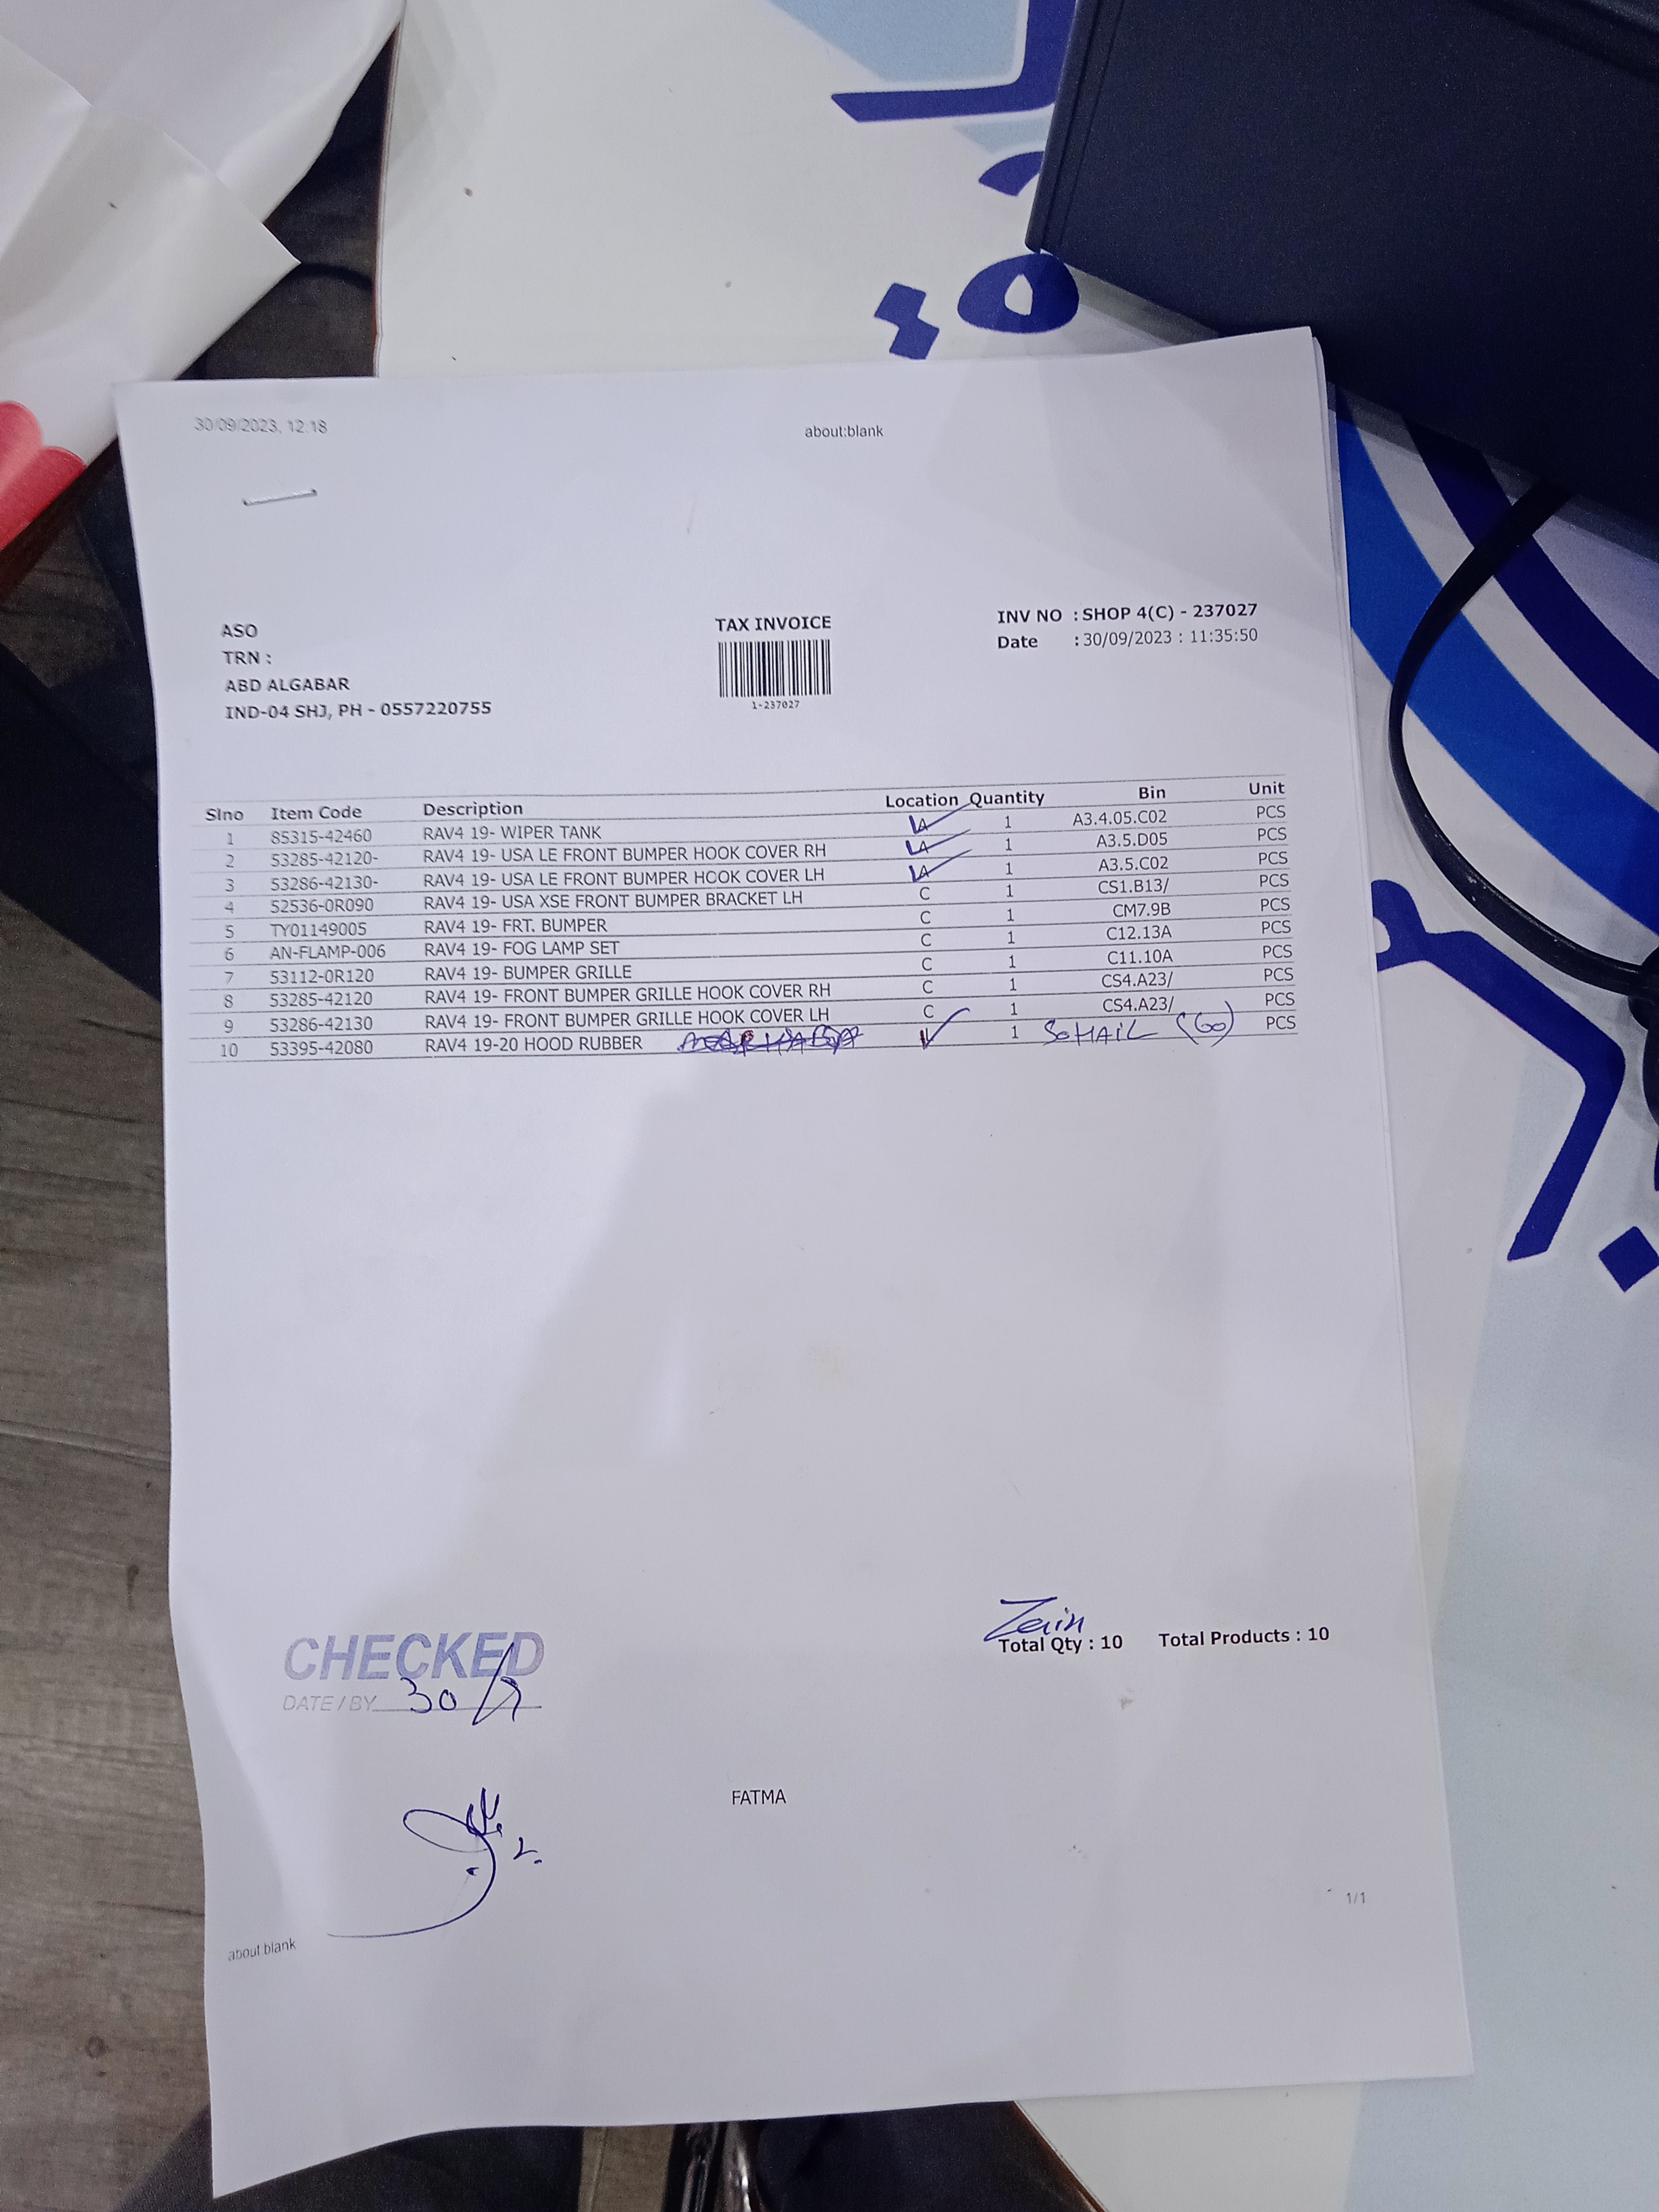 30/09/2023, 12:18 about:blank
ASO TAX INVOICE INV NO : SHOP 4(C) - 237027
TRN : Date : 30/09/2023 : 11:35:50
ABD ALGABAR
IND-04 SHJ, PH - 0557220755 1-237027
Slno Item Code Description Location Quantity Bin Unit
1 85315-42460 RAV4 19- WIPER TANK A 1 A3.4.05.C02 PCS
2 53285-42120- RAV4 19- USA LE FRONT BUMPER HOOK COVER RH A 1 A3.5.D05 PCS
3 53286-42130- RAV4 19- USA LE FRONT BUMPER HOOK COVER LH A 1 A3.5.C02 PCS
4 52536-0R090 RAV4 19- USA XSE FRONT BUMPER BRACKET LH C 1 CS1.B13/ PCS
5 TY01149005 RAV4 19- FRT. BUMPER C 1 CM7.9B PCS
6 AN-FLAMP-006 RAV4 19- FOG LAMP SET C 1 C12.13A PCS
7 53112-0R120 RAV4 19- BUMPER GRILLE C 1 C11.10A PCS
8 53285-42120 RAV4 19- FRONT BUMPER GRILLE HOOK COVER RH C 1 CS4.A23/ PCS
9 53286-42130 RAV4 19- FRONT BUMPER GRILLE HOOK COVER LH C 1 CS4.A23/ PCS
10 53395-42080 RAV4 19-20 HOOD RUBBER 1 SOHAIL (60) PCS
Zain
Total Qty : 10 Total Products : 10
CHECKED
DATE / BY 30/9
FATMA
1/1
about:blank